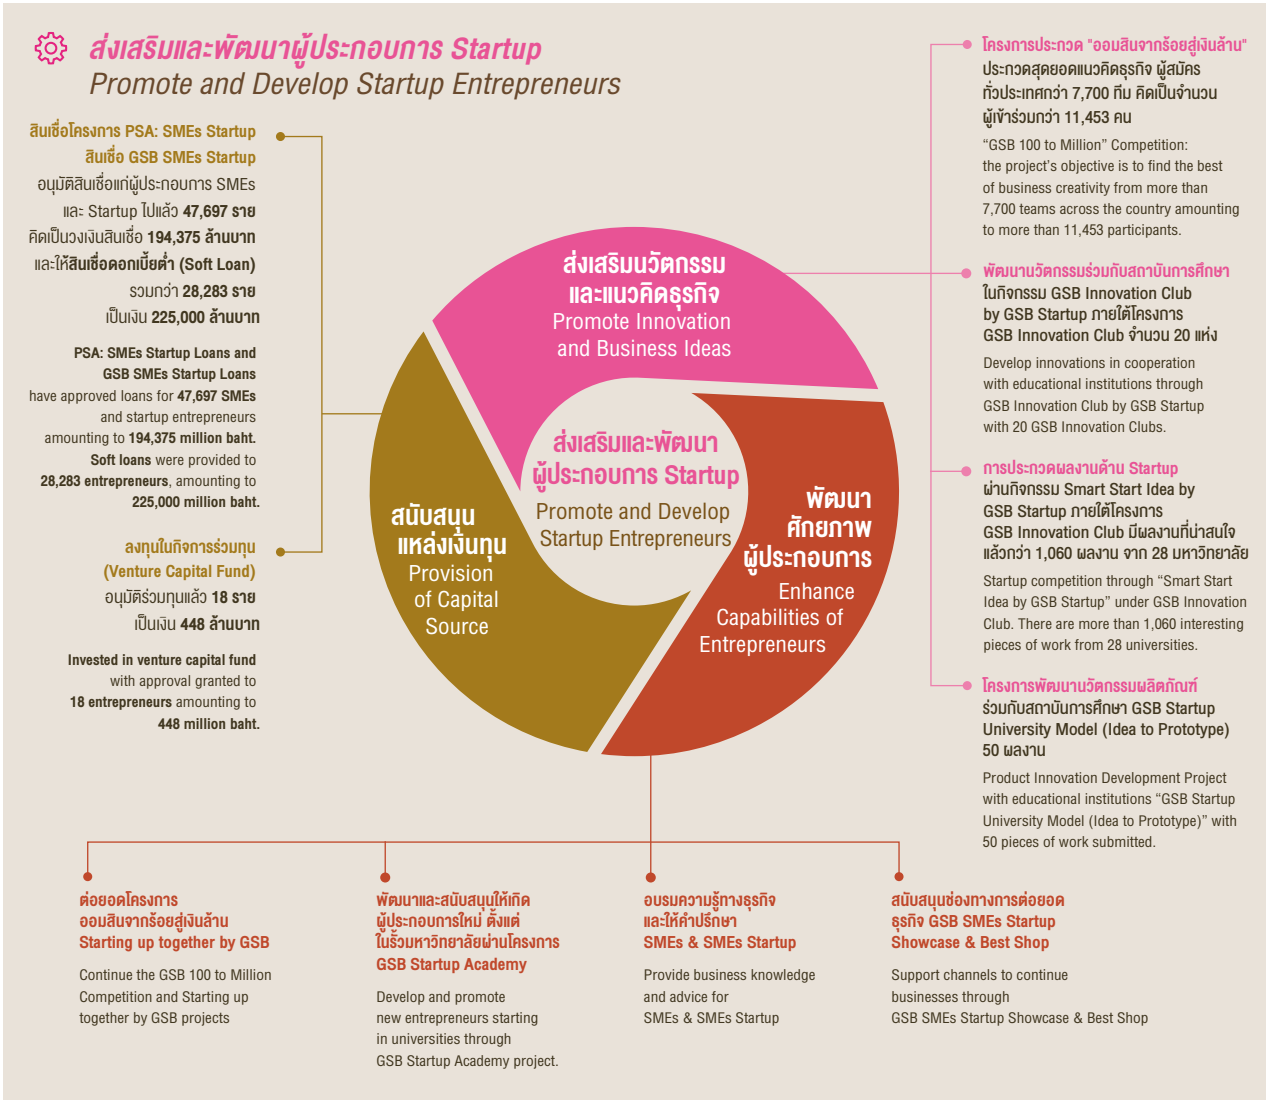 ส่งเสริมและพัฒนาผู้ประกอบการ Startup
Promote and Develop Startup Entrepreneurs
สินเชื่อโครงการ PSA: SMEs Startup
สินเชื่อ GSB SMEs Startup
อนุมัติสินเชื่อแก่ผู้ประกอบการ SMEs
และ Startup ไปแล้ว 47,697 ราย
คิดเป็นวงเงินสินเชื่อ 194,375 ล้านบาท
และให้สินเชื่อดอกเบี้ยต่ำ (Soft Loan)
รวมกว่า 28,283 ราย
เป็นเงิน 225,000 ล้านบาท
PSA: SMEs Startup Loans and
GSB SMEs Startup Loans
have approved loans for 47,697 SMEs
and startup entrepreneurs
amounting to 194,375 million baht.
Soft loans were provided to
28,283 entrepreneurs, amounting to
225,000 million baht.
ลงทุนในกิจการร่วมทุน
(Venture Capital Fund)
อนุมัติร่วมทุนแล้ว 18 ราย
เป็นเงิน 448 ล้านบาท
Invested in venture capital fund
with approval granted to
18 entrepreneurs amounting to
448 million baht.
ส่งเสริมนวัตกรรม
และแนวคิดธุรกิจ
Promote Innovation
and Business Ideas
ส่งเสริมและพัฒนา
ผู้ประกอบการ Startup
Promote and Develop
Startup Entrepreneurs
สนับสนุน
แหล่งเงินทุน
Provision
of Capital
Source
พัฒนา
ศักยภาพ
ผู้ประกอบการ
Enhance
Capabilities of
Entrepreneurs
โครงการประกวด "ออมสินจากร้อยสู่เงินล้าน"
ประกวดสุดยอดแนวคิดธุรกิจ ผู้สมัคร
ทั่วประเทศกว่า 7,700 ทีม คิดเป็นจำนวน
ผู้เข้าร่วมกว่า 11,453 คน
“GSB 100 to Million” Competition:
the project’s objective is to find the best
of business creativity from more than
7,700 teams across the country amounting
to more than 11,453 participants.
พัฒนานวัตกรรมร่วมกับสถาบันการศึกษา
ในกิจกรรม GSB Innovation Club
by GSB Startup ภายใต้โครงการ
GSB Innovation Club จำนวน 20 แห่ง
Develop innovations in cooperation
with educational institutions through
GSB Innovation Club by GSB Startup
with 20 GSB Innovation Clubs.
การประกวดผลงานด้าน Startup
ผ่านกิจกรรม Smart Start Idea by
GSB Startup ภายใต้โครงการ
GSB Innovation Club มีผลงานที่น่าสนใจ
แล้วกว่า 1,060 ผลงาน จาก 28 มหาวิทยาลัย
Startup competition through “Smart Start
Idea by GSB Startup” under GSB Innovation
Club. There are more than 1,060 interesting
pieces of work from 28 universities.
โครงการพัฒนานวัตกรรมผลิตภัณฑ์
ร่วมกับสถาบันการศึกษา GSB Startup
University Model (Idea to Prototype)
50 ผลงาน
Product Innovation Development Project
with educational institutions “GSB Startup
University Model (Idea to Prototype)” with
50 pieces of work submitted.
ต่อยอดโครงการ
ออมสินจากร้อยสู่เงินล้าน
Starting up together by GSB
Continue the GSB 100 to Million
Competition and Starting up
together by GSB projects
พัฒนาและสนับสนุนให้เกิด
ผู้ประกอบการใหม่ ตั้งแต่
ในรั้วมหาวิทยาลัยผ่านโครงการ
GSB Startup Academy
Develop and promote
new entrepreneurs starting
in universities through
GSB Startup Academy project.
อบรมความรู้ทางธุรกิจ
และให้คำปรึกษา
SMEs & SMEs Startup
Provide business knowledge
and advice for
SMEs & SMEs Startup
สนับสนุนช่องทางการต่อยอด
ธุรกิจ GSB SMEs Startup
Showcase & Best Shop
Support channels to continue
businesses through
GSB SMEs Startup Showcase & Best Shop